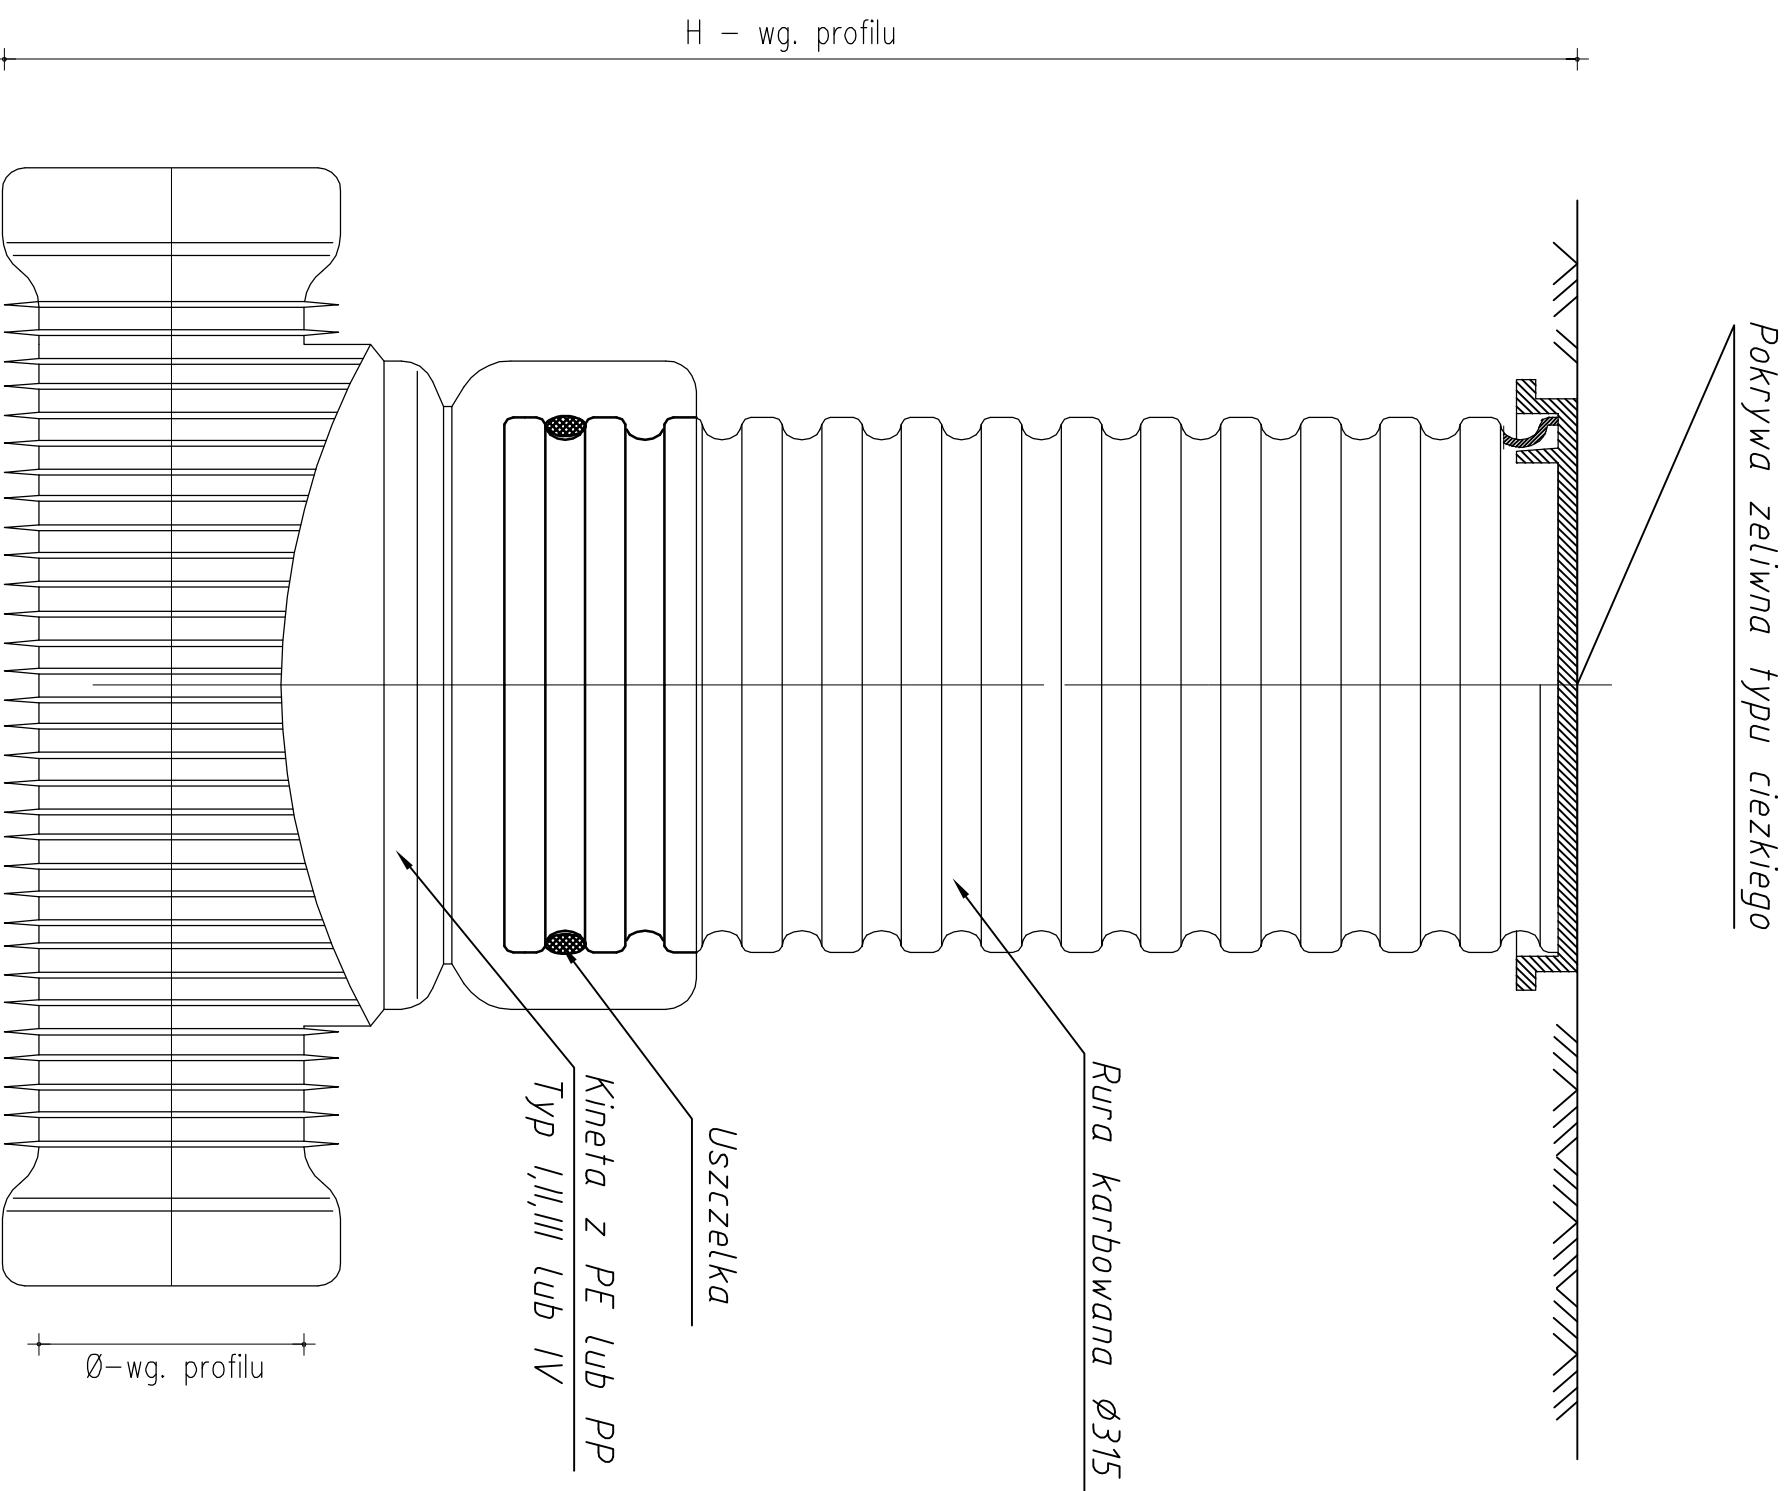 H - wg. profilu
Pokrywa zeliwna typu ciezkiego
Rura karbowana Ø315
Uszczelka
Kineta z PE lub PP
Typ I,II,III lub IV
Ø-wg. profilu